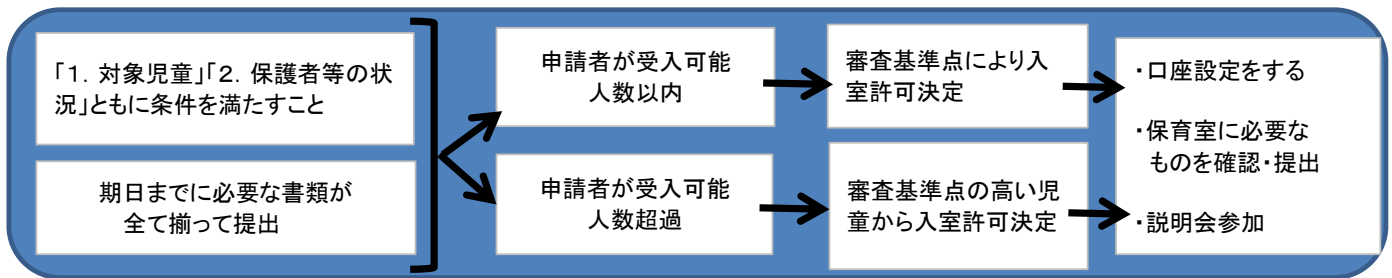 「1．対象児童」「2．保護者等の状
況」ともに条件を満たすこと
期日までに必要な書類が
全て揃って提出
申請者が受入可能
人数以内
申請者が受入可能
人数超過
審査基準点により入
室許可決定
審査基準点の高い児
童から入室許可決定
・口座設定をする
・保育室に必要な
ものを確認・提出
・説明会参加